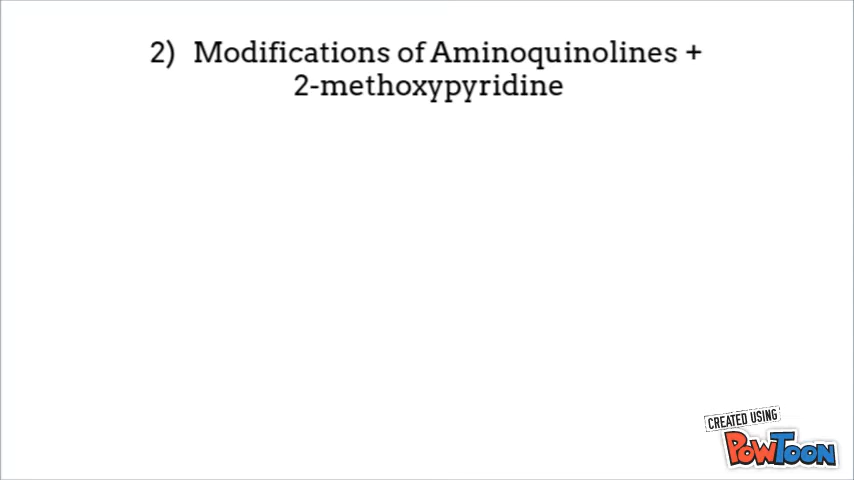 2) Modifications of Aminoquinolines +
2-methoxypyridine
CREATED USING
POWTOON